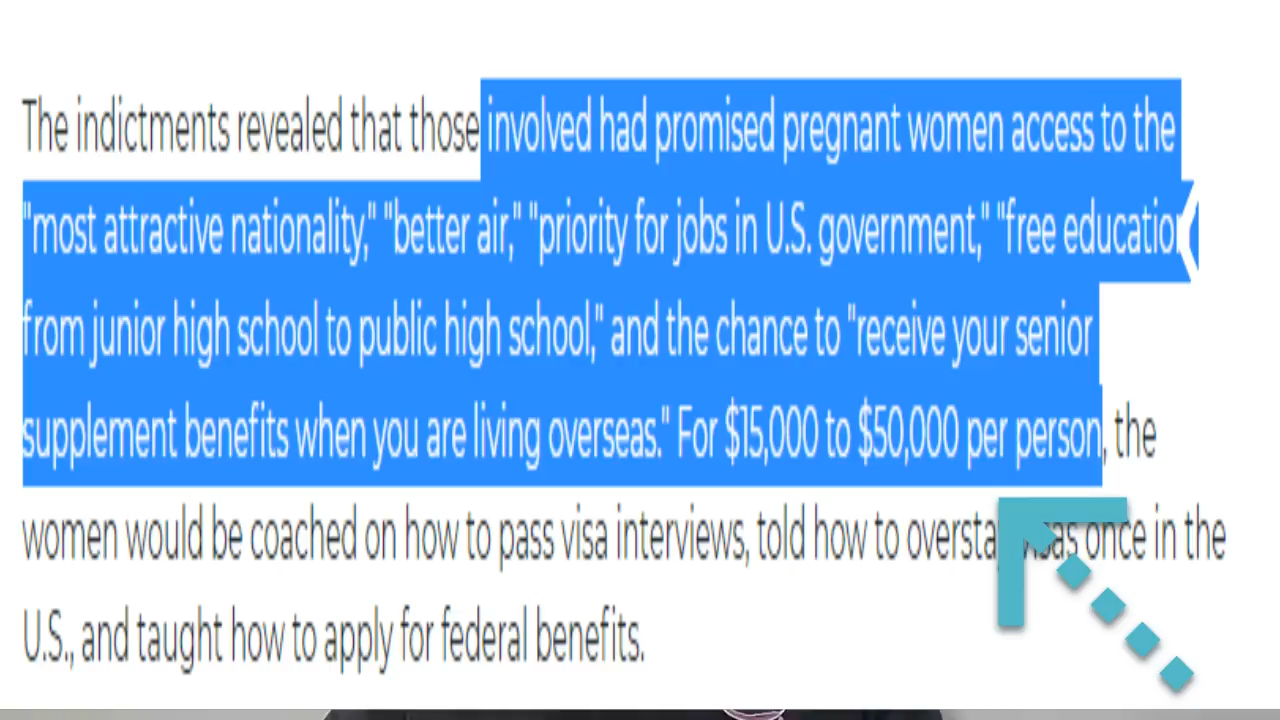 The indictments revealed that those involved had promised pregnant women access to the
"most attractive nationality," "better air," "priority for jobs in U.S. government," "free education
from junior high school to public high school," and the chance to "receive your senior
supplement benefits when you are living overseas." For $15,000 to $50,000 per person, the
women would be coached on how to pass visa interviews, told how to overstay visas once in the
U.S., and taught how to apply for federal benefits.